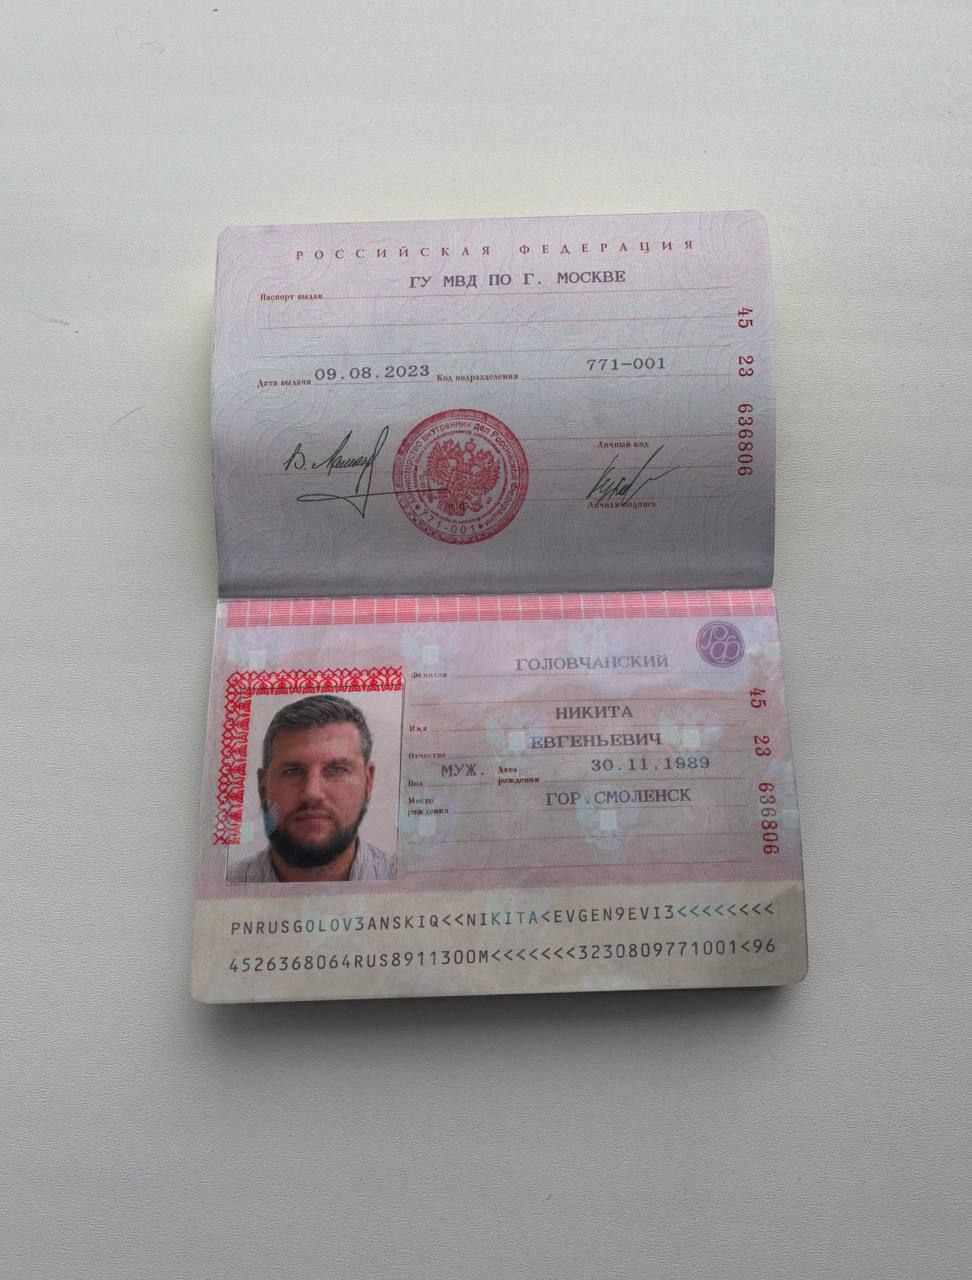 РОССИЙСКАЯ ФЕДЕРАЦИЯ
Паспорт выдан ГУ МВД ПО Г. МОСКВЕ
Дата выдачи 09.08.2023 Код подразделения 771-001
45 23 636806
Личный код
Личная подпись
Министерство внутренних дел Российской Федерации
771-001
РФ
Фамилия ГОЛОВЧАНСКИЙ
Имя НИКИТА
Отчество ЕВГЕНЬЕВИЧ
Пол МУЖ. Дата рождения 30.11.1989
Место рождения ГОР.СМОЛЕНСК
45 23 636806
PNRUSGOLOV3ANSKIQ<<NIKITA<EVGEN9EVI3<<<<<<<<
4526368064RUS8911300M<<<<<<<3230809771001<96